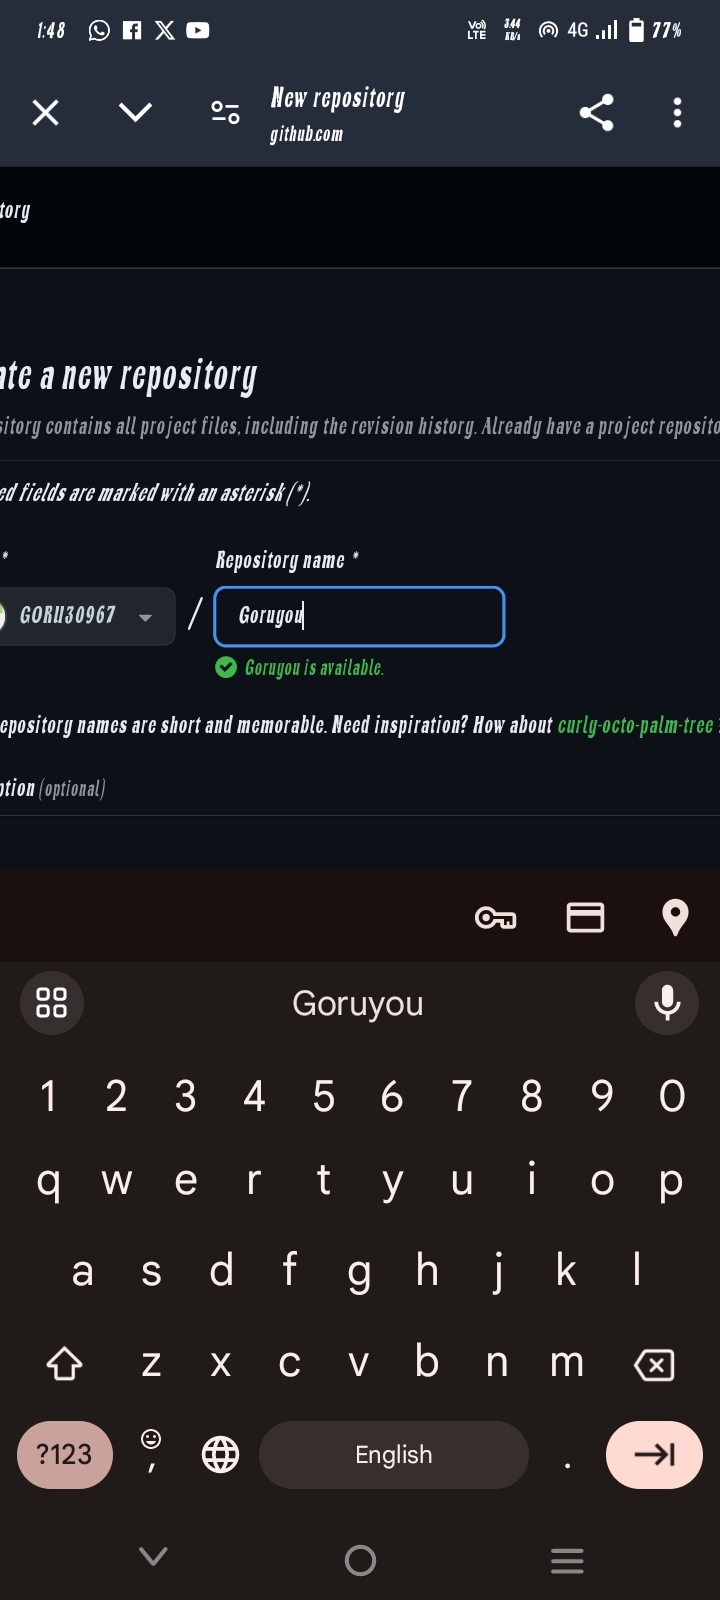 1:48
Vo)) LTE 3.44 KB/s 4G 77%
New repository
github.com
tory
ate a new repository
sitory contains all project files, including the revision history. Already have a project reposito
ed fields are marked with an asterisk (*).
* Repository name *
GORU30967 / Goruyou
Goruyou is available.
epository names are short and memorable. Need inspiration? How about curly-octo-palm-tree ?
ption (optional)
Goruyou
1 2 3 4 5 6 7 8 9 0
q w e r t y u i o p
a s d f g h j k l
z x c v b n m
?123 , English .